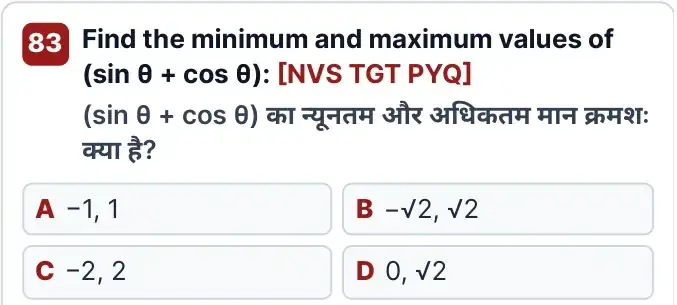 83 Find the minimum and maximum values of
(sin θ + cos θ): [NVS TGT PYQ]
(sin θ + cos θ) का न्यूनतम और अधिकतम मान क्रमशः
क्या है?
A −1, 1
B −√2, √2
C −2, 2
D 0, √2